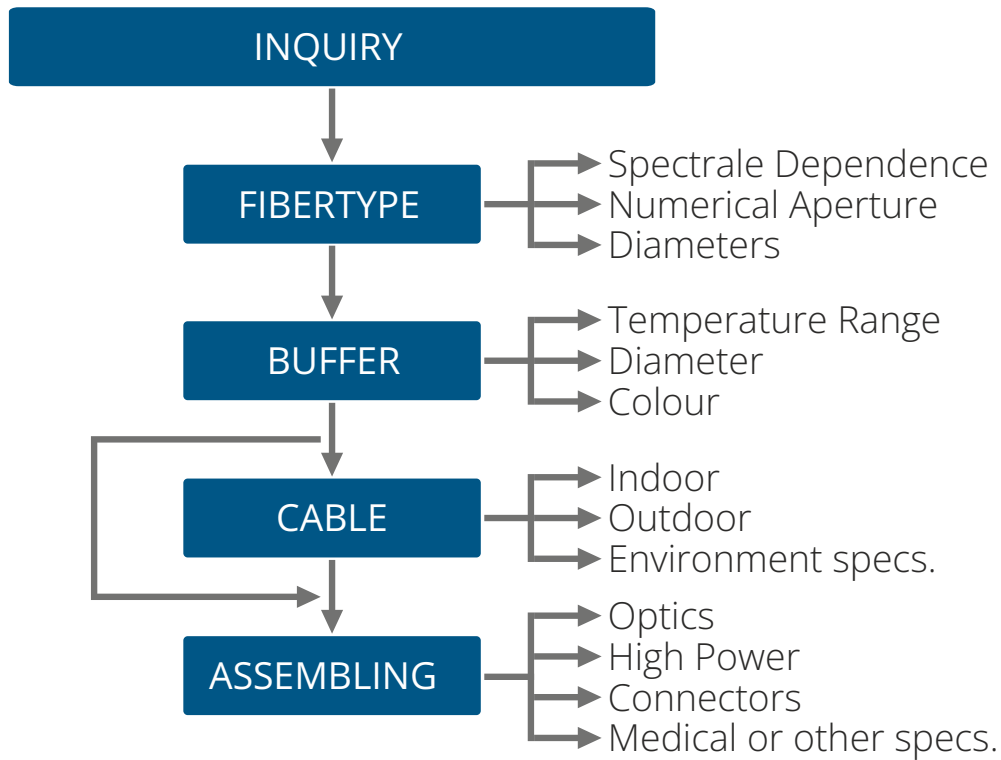 INQUIRY
FIBERTYPE
Spectrale Dependence
Numerical Aperture
Diameters
BUFFER
Temperature Range
Diameter
Colour
CABLE
Indoor
Outdoor
Environment specs.
ASSEMBLING
Optics
High Power
Connectors
Medical or other specs.